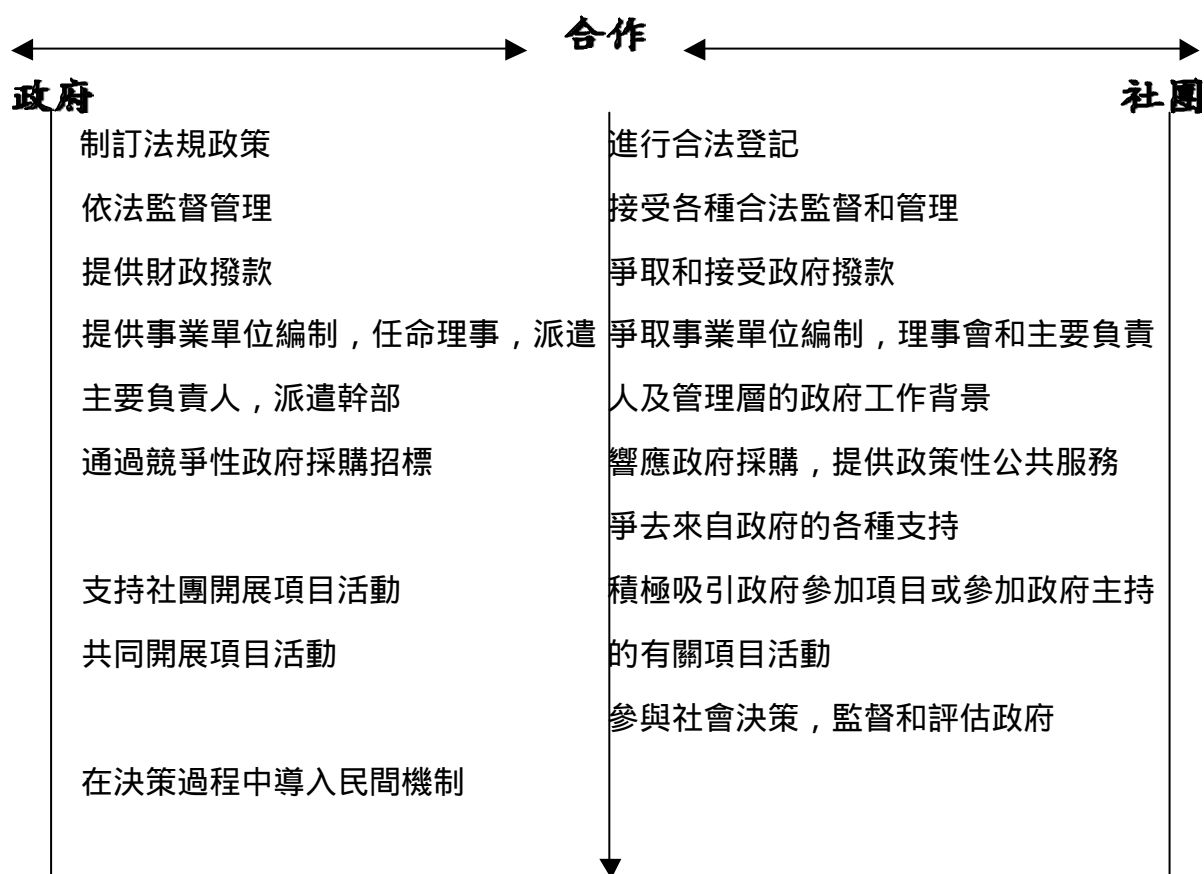 合作
政府
社團
制訂法規政策
進行合法登記
依法監督管理
接受各種合法監督和管理
提供財政撥款
爭取和接受政府撥款
提供事業單位編制，任命理事，派遣
爭取事業單位編制，理事會和主要負責
主要負責人，派遣幹部
人及管理層的政府工作背景
通過競爭性政府採購招標
響應政府採購，提供政策性公共服務
爭去來自政府的各種支持
支持社團開展項目活動
積極吸引政府參加項目或參加政府主持
共同開展項目活動
的有關項目活動
參與社會決策，監督和評估政府
在決策過程中導入民間機制